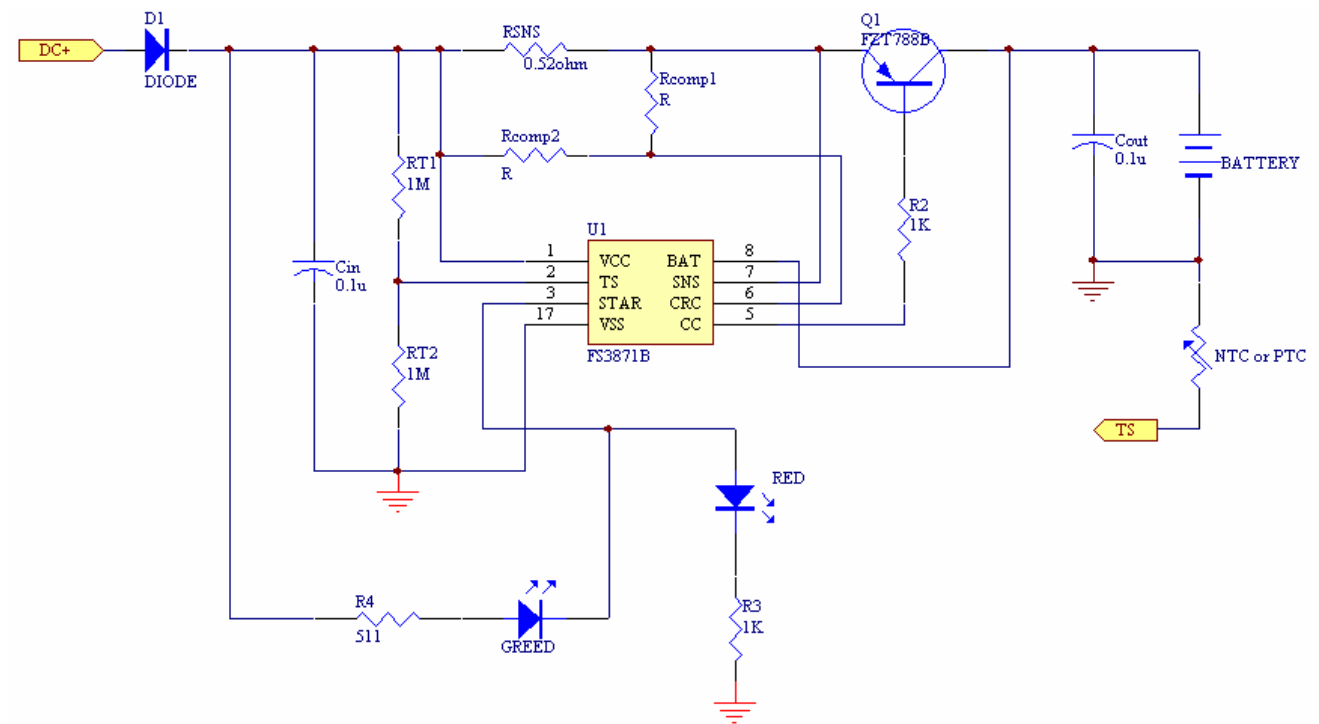 D1
DC+
DIODE
RSNS
0.52ohm
Q1
FZT788B
Rcomp1
R
Rcomp2
R
RT1
1M
R2
1K
Cout
0.1u
BATTERY
U1
1
VCC
BAT
8
2
TS
SNS
7
3
STAR
CRC
6
17
VSS
CC
5
FS3871B
Cin
0.1u
RT2
1M
NTC or PTC
TS
RED
R4
511
GREED
R3
1K